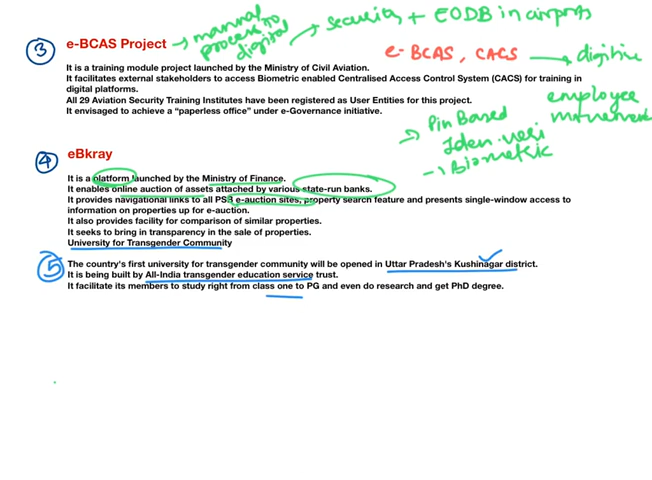 3 e-BCAS Project → manual process to digital → security + EODB in airports
e-BCAS, CACS → digitise employee movement
It is a training module project launched by the Ministry of Civil Aviation.
It facilitates external stakeholders to access Biometric enabled Centralised Access Control System (CACS) for training in
digital platforms.
All 29 Aviation Security Training Institutes have been registered as User Entities for this project.
It envisaged to achieve a “paperless office” under e-Governance initiative.
→ Pin Based
Iden. veri
→ Biometric
4 eBkray
It is a platform launched by the Ministry of Finance.
It enables online auction of assets attached by various state-run banks.
It provides navigational links to all PSB e-auction sites, property search feature and presents single-window access to
information on properties up for e-auction.
It also provides facility for comparison of similar properties.
It seeks to bring in transparency in the sale of properties.
University for Transgender Community
5 The country's first university for transgender community will be opened in Uttar Pradesh's Kushinagar district.
It is being built by All-India transgender education service trust.
It facilitate its members to study right from class one to PG and even do research and get PhD degree.